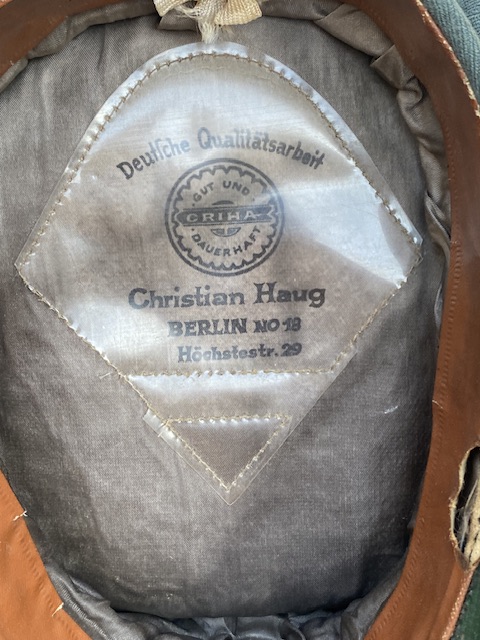 Deutsche Qualitätsarbeit
GUT UND
CRIHA
DAUERHAFT
Christian Haug
BERLIN NO 18
Höchstestr. 29